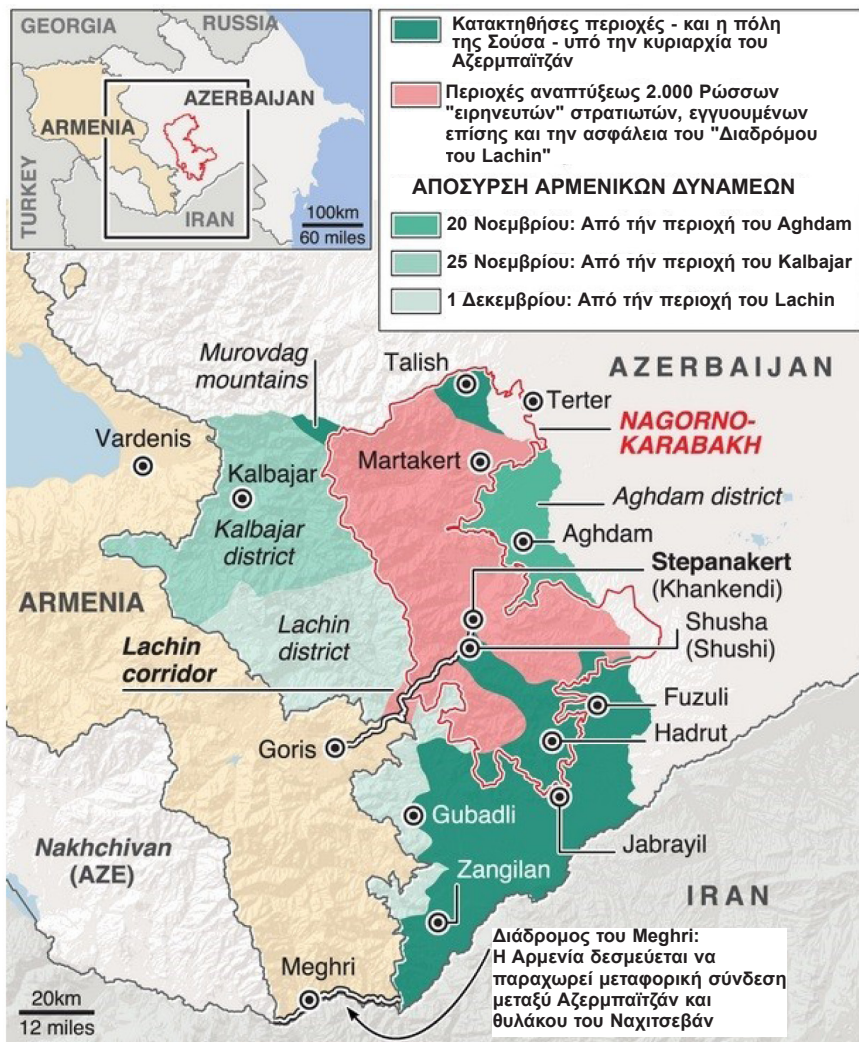 GEORGIA
RUSSIA
AZERBAIJAN
ARMENIA
TURKEY
IRAN
100km
60 miles
Κατακτηθήσες περιοχές - και η πόλη
της Σούσα - υπό την κυριαρχία του
Αζερμπαϊτζάν
Περιοχές αναπτύξεως 2.000 Ρώσσων
"ειρηνευτών" στρατιωτών, εγγυουμένων
επίσης και την ασφάλεια του "Διαδρόμου
του Lachin"
ΑΠΟΣΥΡΣΗ ΑΡΜΕΝΙΚΩΝ ΔΥΝΑΜΕΩΝ
20 Νοεμβρίου: Από τήν περιοχή του Aghdam
25 Νοεμβρίου: Από τήν περιοχή του Kalbajar
1 Δεκεμβρίου: Από τήν περιοχή του Lachin
Murovdag
mountains
Talish
AZERBAIJAN
Terter
NAGORNO-
KARABAKH
Vardenis
Martakert
Kalbajar
Kalbajar
district
Aghdam district
Aghdam
Stepanakert
(Khankendi)
ARMENIA
Lachin
district
Shusha
(Shushi)
Lachin
corridor
Fuzuli
Goris
Hadrut
Gubadli
Jabrayil
Nakhchivan
(AZE)
Zangilan
IRAN
Διάδρομος του Meghri:
Η Αρμενία δεσμεύεται να
παραχωρεί μεταφορική σύνδεση
μεταξύ Αζερμπαϊτζάν και
θυλάκου του Ναχιτσεβάν
Meghri
20km
12 miles